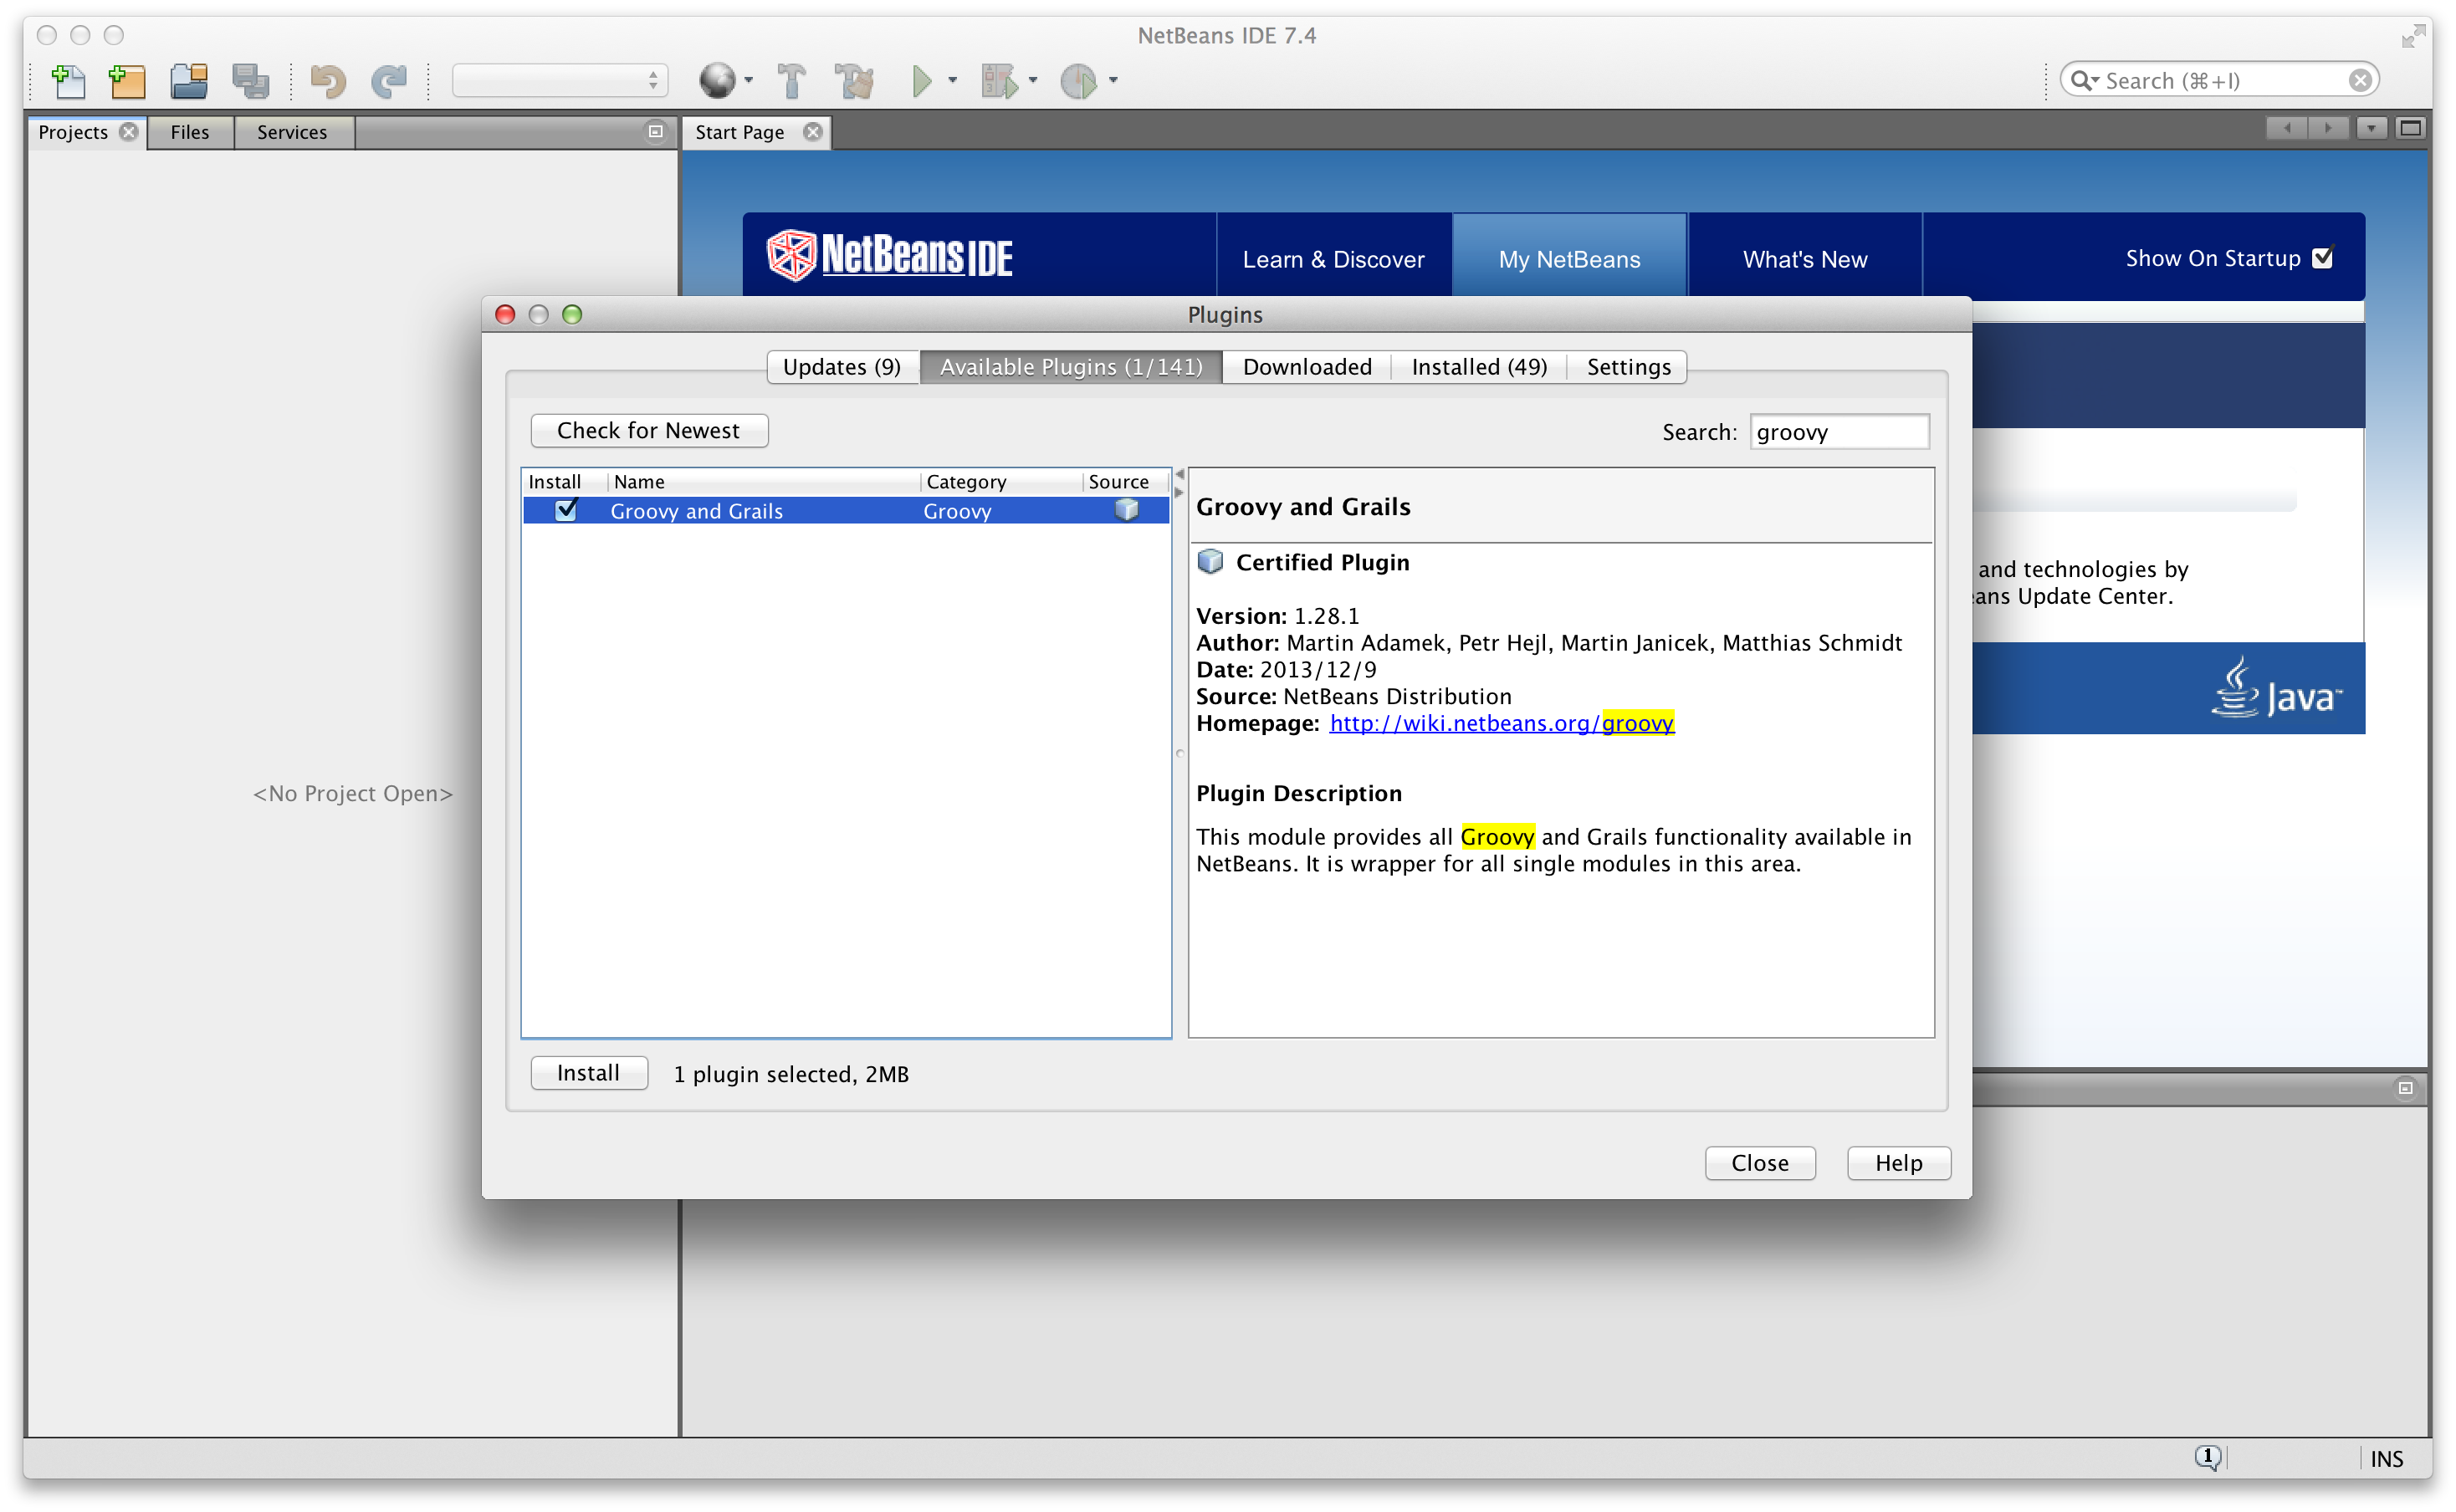 NetBeans IDE 7.4
Search (⌘+I)
Projects
Files
Services
Start Page
NetBeans IDE
Learn & Discover
My NetBeans
What's New
Show On Startup
Plugins
Updates (9)
Available Plugins (1/141)
Downloaded
Installed (49)
Settings
Check for Newest
Search: groovy
Install Name Category Source
Groovy and Grails Groovy
Groovy and Grails
Certified Plugin
Version: 1.28.1
Author: Martin Adamek, Petr Hejl, Martin Janicek, Matthias Schmidt
Date: 2013/12/9
Source: NetBeans Distribution
Homepage: http://wiki.netbeans.org/groovy
Plugin Description
This module provides all Groovy and Grails functionality available in
NetBeans. It is wrapper for all single modules in this area.
Install
1 plugin selected, 2MB
Close
Help
<No Project Open>
and technologies by
ans Update Center.
Java™
1
INS